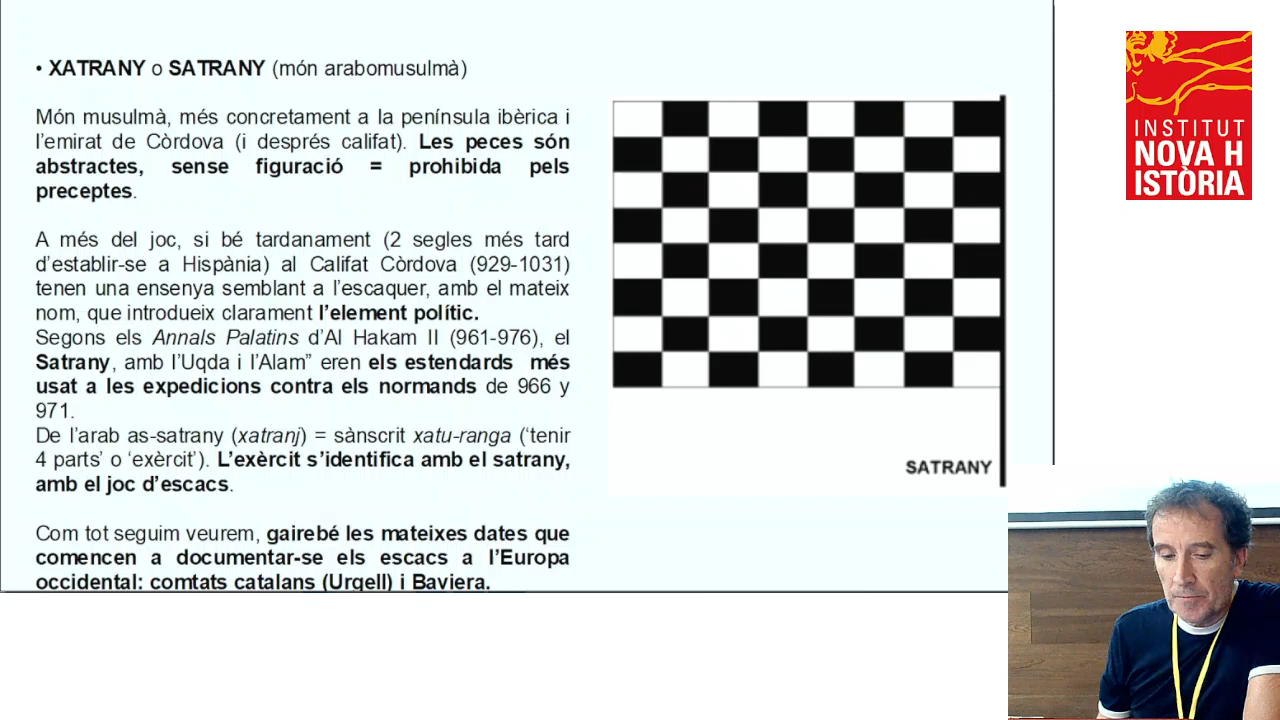 • XATRANY o SATRANY (món arabomusulmà)
Món musulmà, més concretament a la península ibèrica i
l'emirat de Còrdova (i després califat). Les peces són
abstractes, sense figuració = prohibida pels
preceptes.
A més del joc, si bé tardanament (2 segles més tard
d'establir-se a Hispània) al Califat Còrdova (929-1031)
tenen una ensenya semblant a l'escaquer, amb el mateix
nom, que introdueix clarament l'element polític.
Segons els Annals Palatins d'Al Hakam II (961-976), el
Satrany, amb l'Uqda i l'Alam" eren els estendards més
usat a les expedicions contra els normands de 966 y
971.
De l'arab as-satrany (xatranj) = sànscrit xatu-ranga ('tenir
4 parts' o 'exèrcit'). L'exèrcit s'identifica amb el satrany,
amb el joc d'escacs.
Com tot seguim veurem, gairebé les mateixes dates que
comencen a documentar-se els escacs a l'Europa
occidental: comtats catalans (Urgell) i Baviera.
SATRANY
INSTITUT
NOVA H
ISTÒRIA